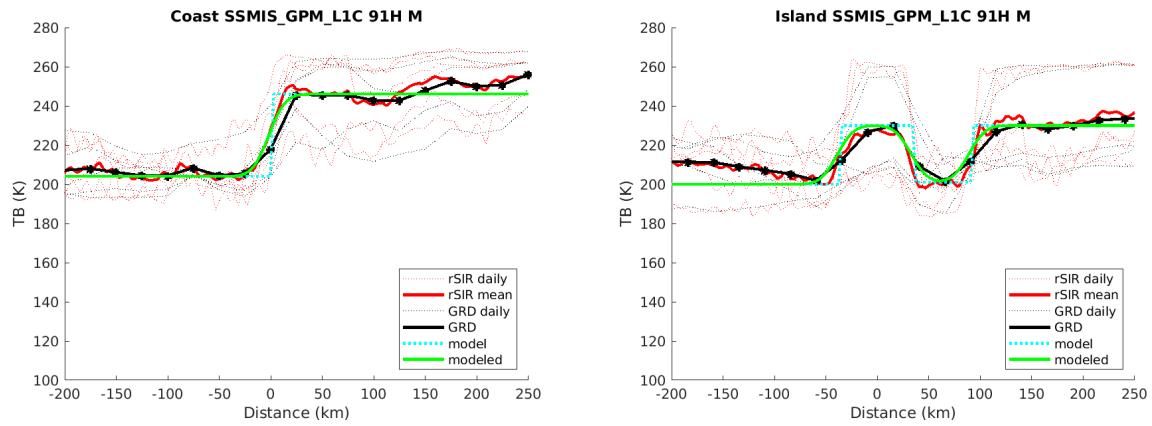 Coast SSMIS_GPM_L1C 91H M
280
260
240
220
200
180
160
140
120
100
TB (K)
-200 -150 -100 -50 0 50 100 150 200 250
Distance (km)
rSIR daily
rSIR mean
GRD daily
GRD
model
modeled
Island SSMIS_GPM_L1C 91H M
280
260
240
220
200
180
160
140
120
100
TB (K)
-200 -150 -100 -50 0 50 100 150 200 250
Distance (km)
rSIR daily
rSIR mean
GRD daily
GRD
model
modeled